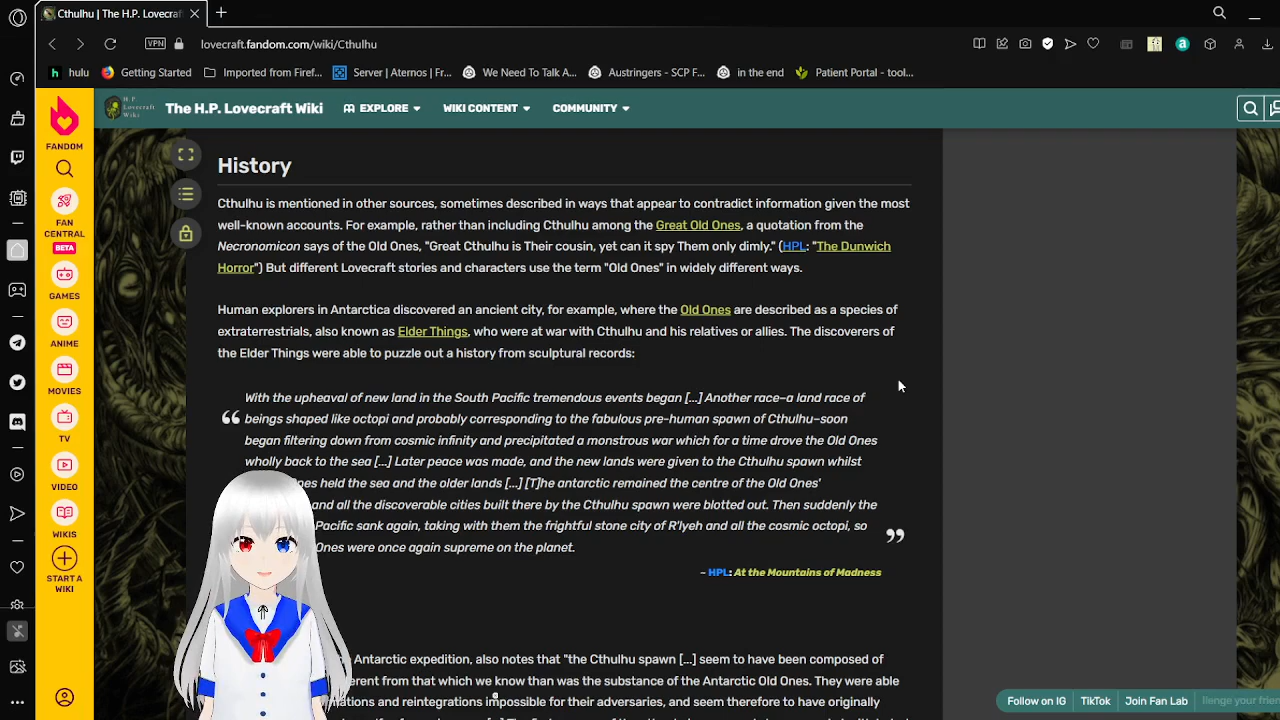 Cthulhu | The H.P. Lovecraft
VPN
lovecraft.fandom.com/wiki/Cthulhu
hulu
Getting Started
Imported from Firef...
Server | Aternos | Fr...
We Need To Talk A...
Austringers - SCP F...
in the end
Patient Portal - tool...
FANDOM
FAN
CENTRAL
BETA
GAMES
ANIME
MOVIES
TV
VIDEO
WIKIS
START A
WIKI
H.P.
Lovecraft
Wiki
The H.P. Lovecraft Wiki
EXPLORE
WIKI CONTENT
COMMUNITY
History
Cthulhu is mentioned in other sources, sometimes described in ways that appear to contradict information given the most
well-known accounts. For example, rather than including Cthulhu among the Great Old Ones, a quotation from the
Necronomicon says of the Old Ones, "Great Cthulhu is Their cousin, yet can it spy Them only dimly." (HPL: "The Dunwich
Horror") But different Lovecraft stories and characters use the term "Old Ones" in widely different ways.
Human explorers in Antarctica discovered an ancient city, for example, where the Old Ones are described as a species of
extraterrestrials, also known as Elder Things, who were at war with Cthulhu and his relatives or allies. The discoverers of
the Elder Things were able to puzzle out a history from sculptural records:
With the upheaval of new land in the South Pacific tremendous events began [...] Another race–a land race of
“ beings shaped like octopi and probably corresponding to the fabulous pre-human spawn of Cthulhu–soon
began filtering down from cosmic infinity and precipitated a monstrous war which for a time drove the Old Ones
wholly back to the sea [...] Later peace was made, and the new lands were given to the Cthulhu spawn whilst
nes held the sea and the older lands [...] [T]he antarctic remained the centre of the Old Ones'
and all the discoverable cities built there by the Cthulhu spawn were blotted out. Then suddenly the
Pacific sank again, taking with them the frightful stone city of R'lyeh and all the cosmic octopi, so
Ones were once again supreme on the planet. ”
– HPL: At the Mountains of Madness
Antarctic expedition, also notes that "the Cthulhu spawn [...] seem to have been composed of
erent from that which we know than was the substance of the Antarctic Old Ones. They were able
ations and reintegrations impossible for their adversaries, and seem therefore to have originally
Follow on IG
TikTok
Join Fan Lab
llenge your frien